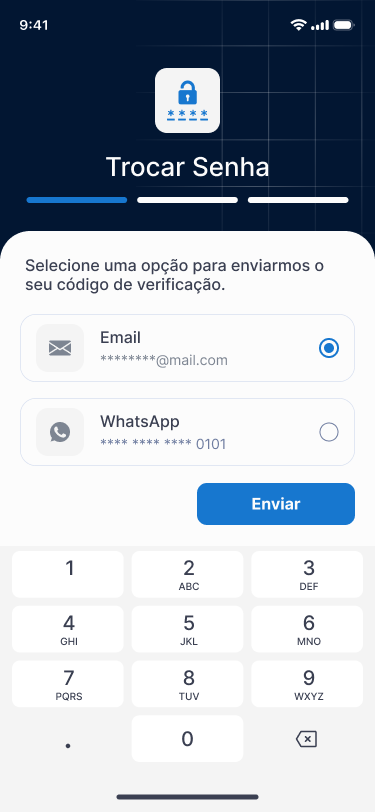 9:41
****
Trocar Senha
Selecione uma opção para enviarmos o
seu código de verificação.
Email
********@mail.com
WhatsApp
**** **** **** 0101
Enviar
1
2
ABC
3
DEF
4
GHI
5
JKL
6
MNO
7
PQRS
8
TUV
9
WXYZ
.
0